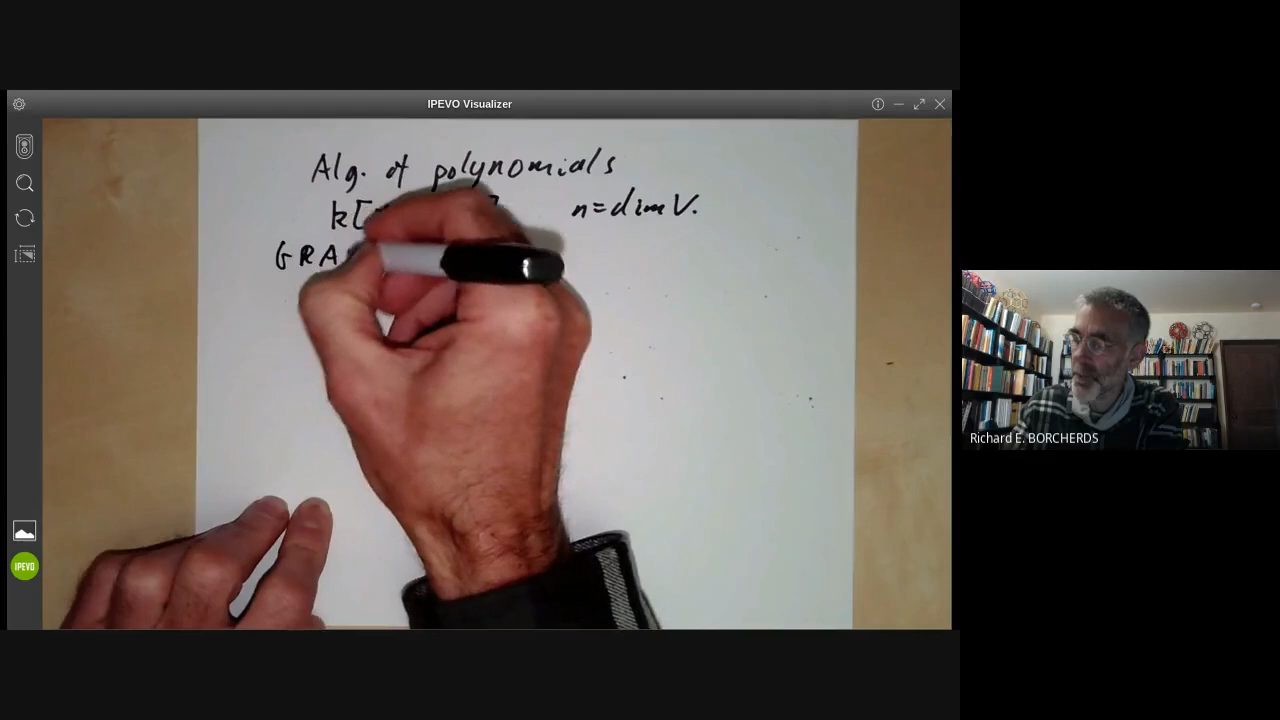 IPEVO Visualizer
Alg. of polynomials
k[ ] n=dim V.
GRA
IPEVO
Richard E. BORCHERDS